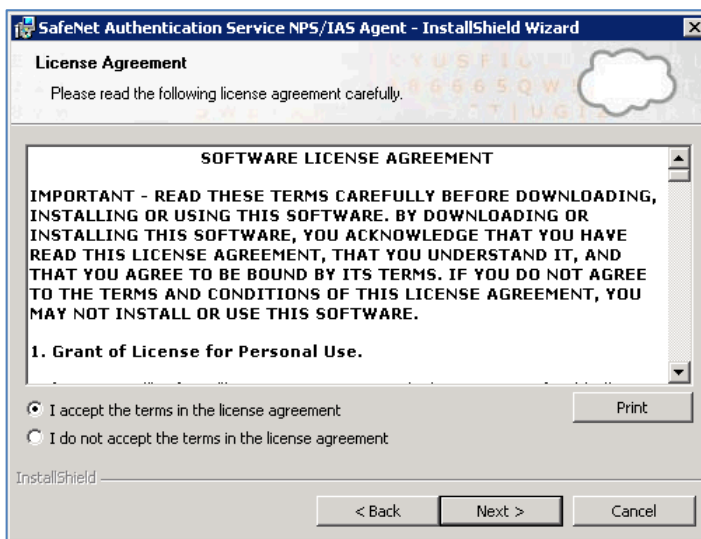 SafeNet Authentication Service NPS/IAS Agent - InstallShield Wizard
License Agreement
Please read the following license agreement carefully.
SOFTWARE LICENSE AGREEMENT
IMPORTANT - READ THESE TERMS CAREFULLY BEFORE DOWNLOADING,
INSTALLING OR USING THIS SOFTWARE. BY DOWNLOADING OR
INSTALLING THIS SOFTWARE, YOU ACKNOWLEDGE THAT YOU HAVE
READ THIS LICENSE AGREEMENT, THAT YOU UNDERSTAND IT, AND
THAT YOU AGREE TO BE BOUND BY ITS TERMS. IF YOU DO NOT AGREE
TO THE TERMS AND CONDITIONS OF THIS LICENSE AGREEMENT, YOU
MAY NOT INSTALL OR USE THIS SOFTWARE.
1. Grant of License for Personal Use.
I accept the terms in the license agreement
Print
I do not accept the terms in the license agreement
InstallShield
< Back
Next >
Cancel